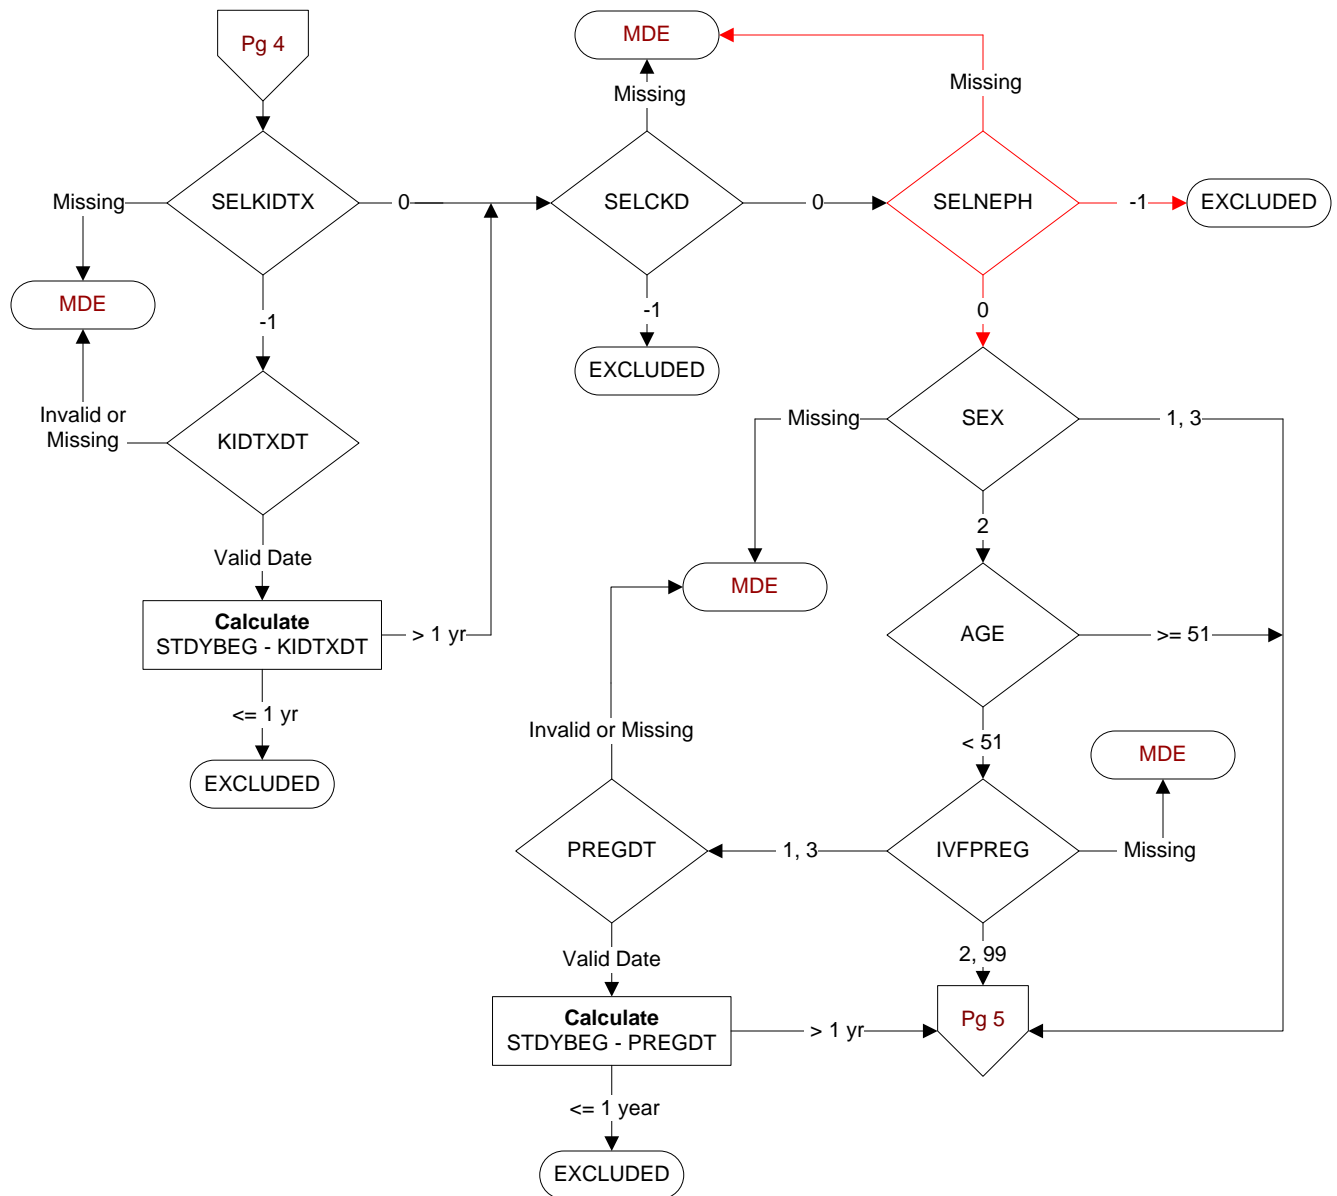 Pg 4
MDE
Missing
Missing
Missing
SELKIDTX
0
SELCKD
0
SELNEPH
-1
EXCLUDED
MDE
-1
-1
0
EXCLUDED
Invalid or
Missing
KIDTXDT
Missing
SEX
1, 3
2
Valid Date
MDE
Calculate
STDYBEG - KIDTXDT
> 1 yr
AGE
>= 51
<= 1 yr
Invalid or Missing
< 51
MDE
EXCLUDED
PREGDT
1, 3
IVFPREG
Missing
Valid Date
2, 99
Calculate
STDYBEG - PREGDT
> 1 yr
Pg 5
<= 1 year
EXCLUDED